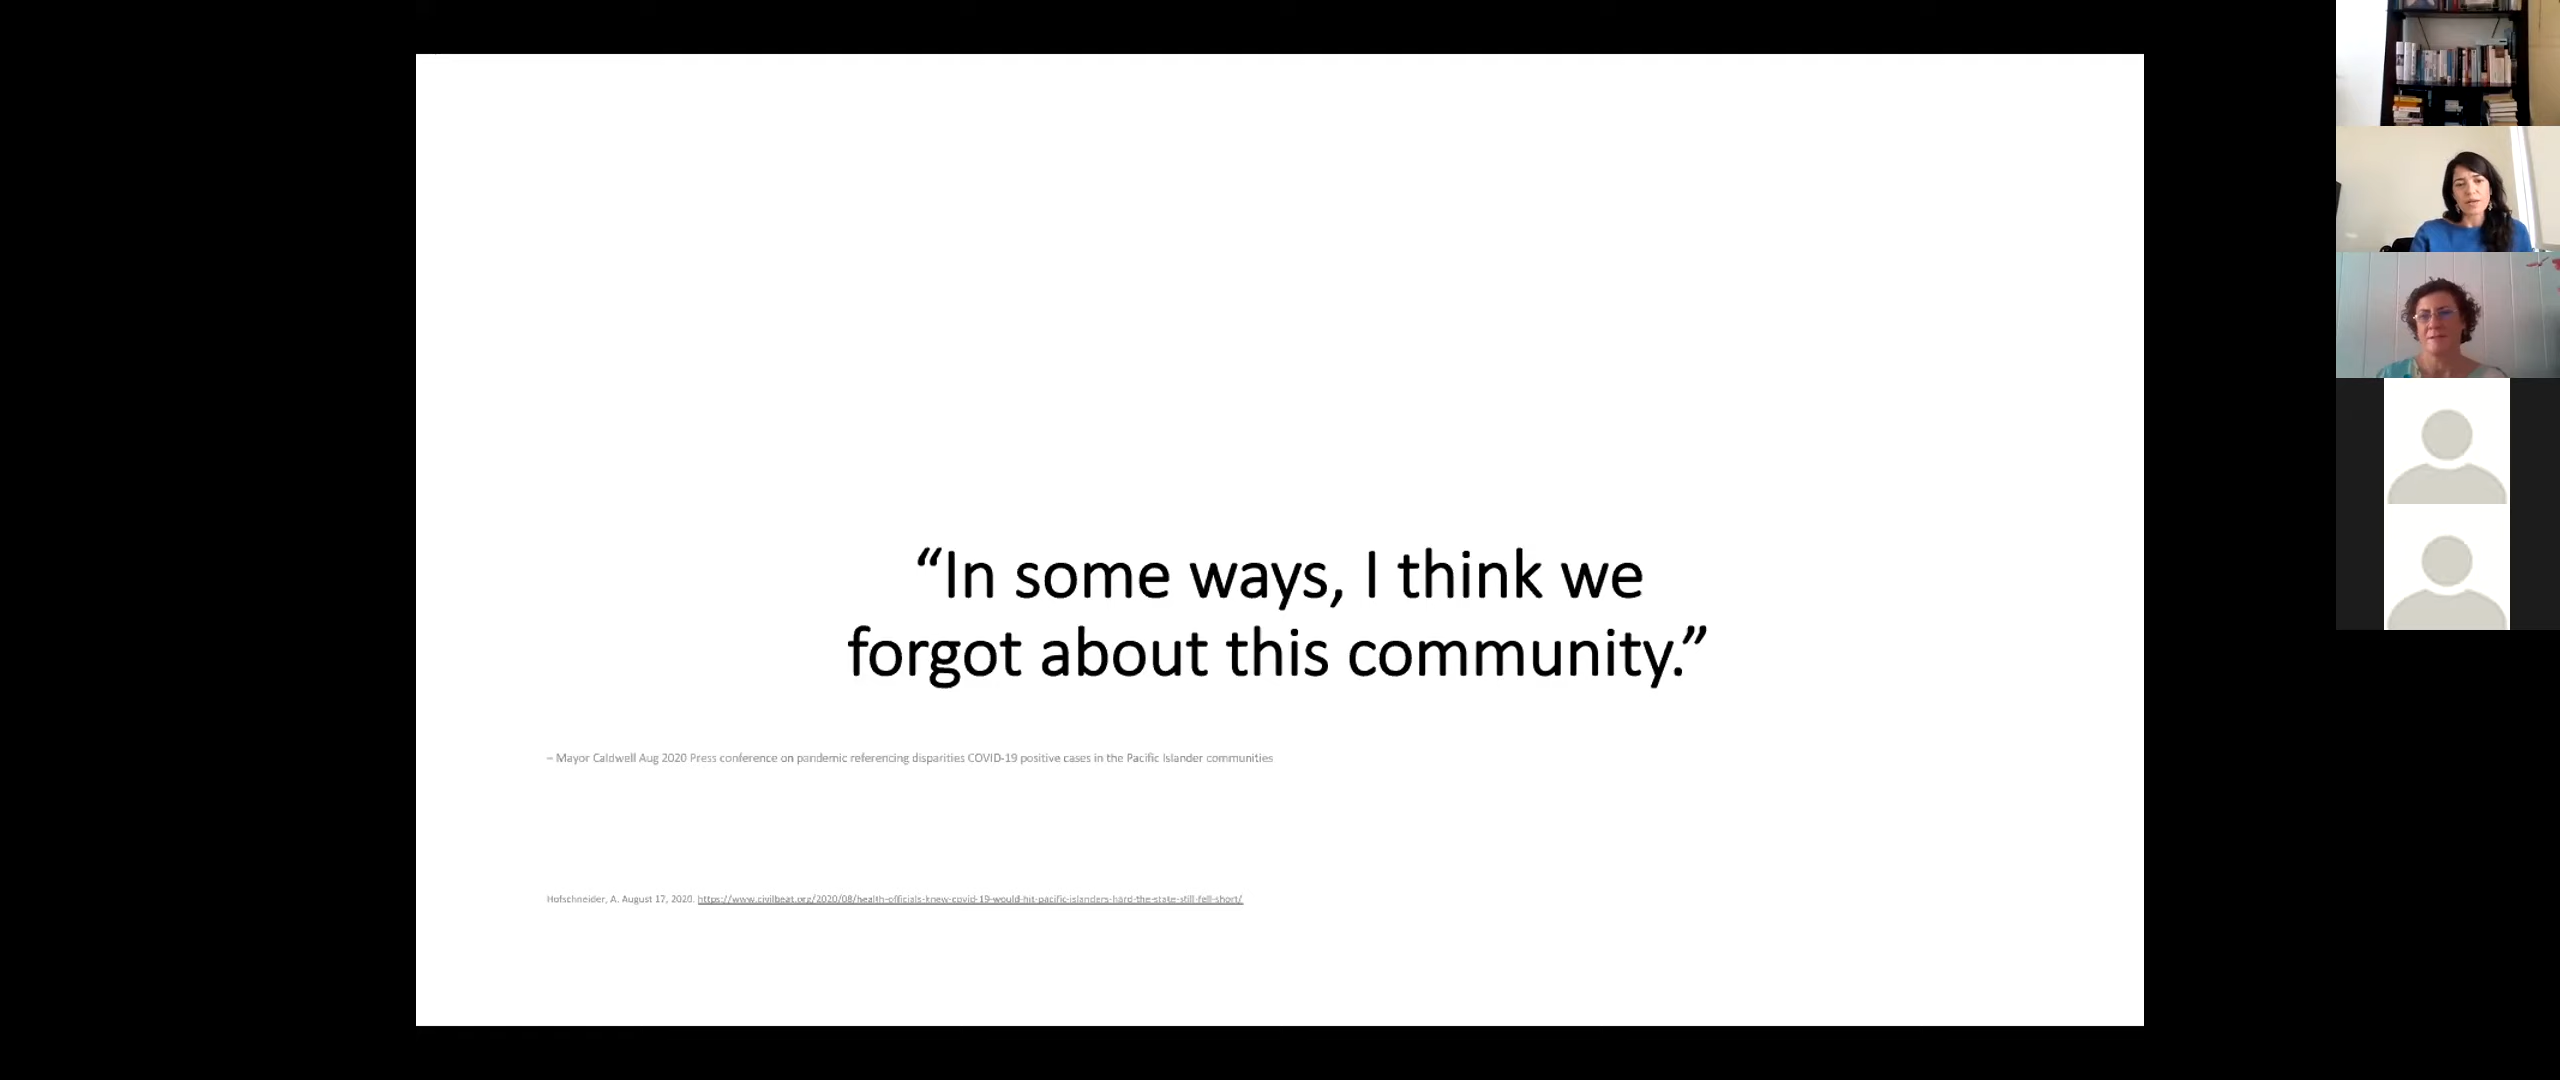 “In some ways, I think we
forgot about this community.”
– Mayor Caldwell Aug 2020 Press conference on pandemic referencing disparities COVID-19 positive cases in the Pacific Islander communities
Hofschneider, A. August 17, 2020. https://www.civilbeat.org/2020/08/health-officials-knew-covid-19-would-hit-pacific-islanders-hard-the-state-still-fell-short/